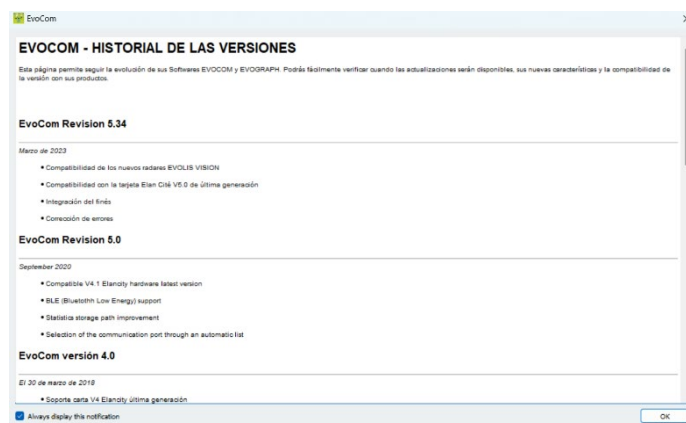 EvoCom
EVOCOM - HISTORIAL DE LAS VERSIONES
Esta página permite seguir la evolución de sus Softwares EVOCOM y EVOGRAPH. Podrás fácilmente verificar cuando las actualizaciones serán disponibles, sus nuevas características y la compatibilidad de
la versión con sus productos.
EvoCom Revision 5.34
Marzo de 2023
• Compatibilidad de los nuevos radares EVOLIS VISION
• Compatibilidad con la tarjeta Elan Cité V5.0 de última generación
• Integración del finés
• Corrección de errores
EvoCom Revision 5.0
September 2020
• Compatible V4.1 Elancity hardware latest version
• BLE (Bluetothh Low Energy) support
• Statistics storage path improvement
• Selection of the communication port through an automatic list
EvoCom versión 4.0
El 30 de marzo de 2018
• Soporte carta V4 Elancity última generación
Always display this notification
OK